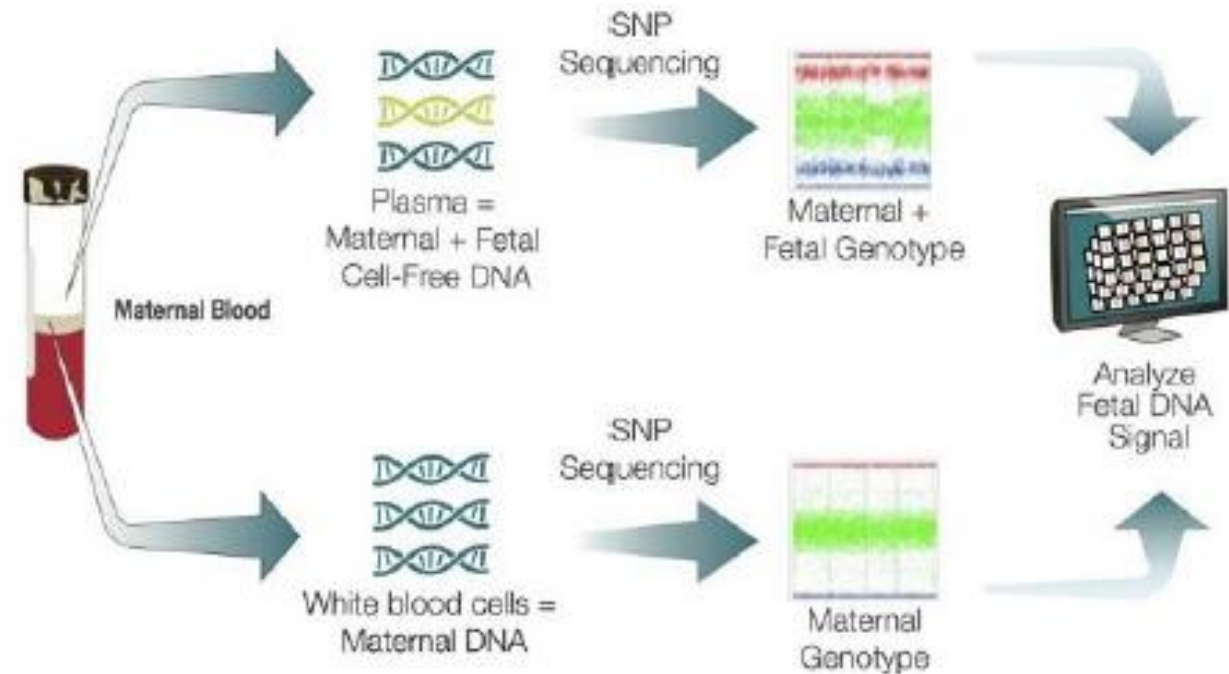 SNP
Sequencing
Plasma =
Maternal + Fetal
Cell-Free DNA
Maternal +
Fetal Genotype
Maternal Blood
Analyze
Fetal DNA
Signal
SNP
Sequencing
White blood cells =
Maternal DNA
Maternal
Genotype